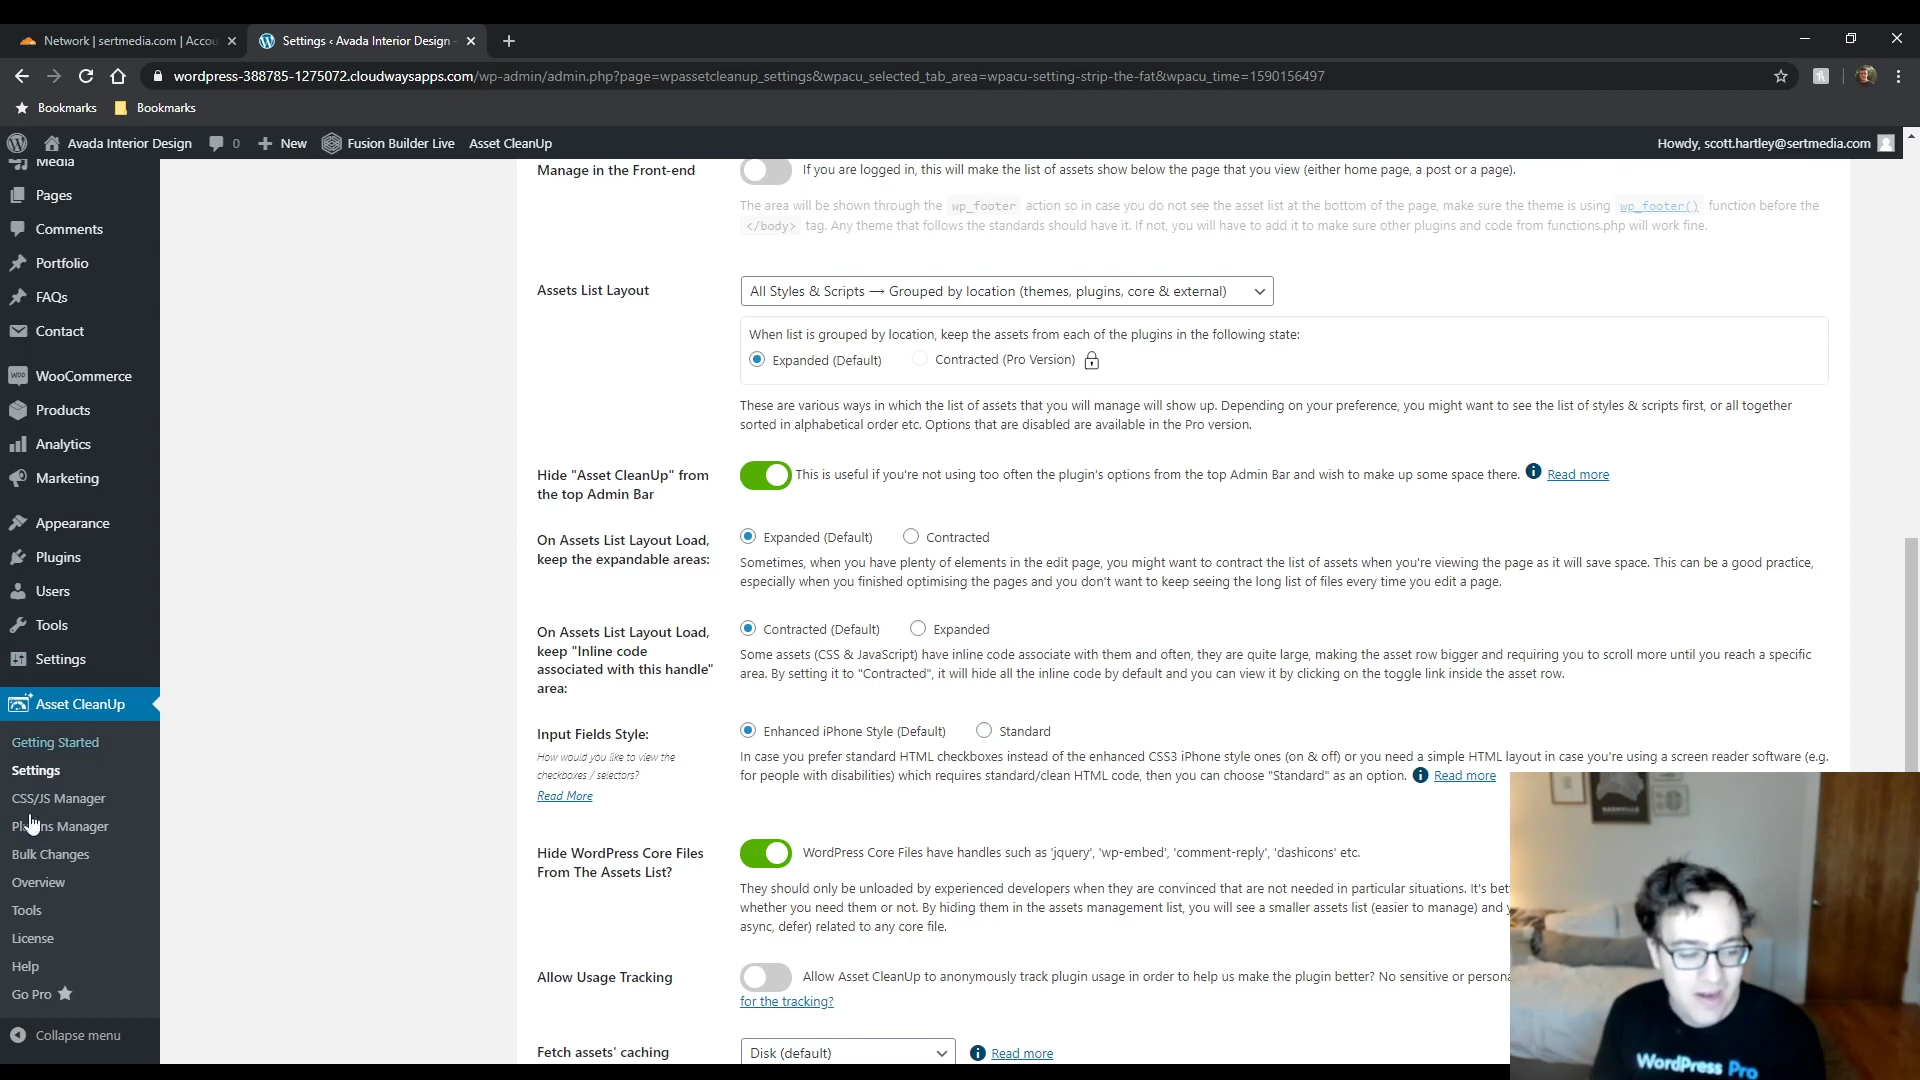 Network | sertmedia.com | Accou
Settings ‹ Avada Interior Design
wordpress-388785-1275072.cloudwaysapps.com/wp-admin/admin.php?page=wpassetcleanup_settings&wpacu_selected_tab_area=wpacu-setting-strip-the-fat&wpacu_time=1590156497
Bookmarks
Bookmarks
Avada Interior Design
0
New
Fusion Builder Live
Asset CleanUp
Howdy, scott.hartley@sertmedia.com
Media
Pages
Comments
Portfolio
FAQs
Contact
WooCommerce
Products
Analytics
Marketing
Appearance
Plugins
Users
Tools
Settings
Asset CleanUp
Getting Started
Settings
CSS/JS Manager
Plugins Manager
Bulk Changes
Overview
Tools
License
Help
Go Pro
Collapse menu
Manage in the Front-end
If you are logged in, this will make the list of assets show below the page that you view (either home page, a post or a page).
The area will be shown through the wp_footer action so in case you do not see the asset list at the bottom of the page, make sure the theme is using wp_footer() function before the
</body> tag. Any theme that follows the standards should have it. If not, you will have to add it to make sure other plugins and code from functions.php will work fine.
Assets List Layout
All Styles & Scripts → Grouped by location (themes, plugins, core & external)
When list is grouped by location, keep the assets from each of the plugins in the following state:
Expanded (Default)
Contracted (Pro Version)
These are various ways in which the list of assets that you will manage will show up. Depending on your preference, you might want to see the list of styles & scripts first, or all together
sorted in alphabetical order etc. Options that are disabled are available in the Pro version.
Hide "Asset CleanUp" from
the top Admin Bar
This is useful if you're not using too often the plugin's options from the top Admin Bar and wish to make up some space there. Read more
On Assets List Layout Load,
keep the expandable areas:
Expanded (Default)
Contracted
Sometimes, when you have plenty of elements in the edit page, you might want to contract the list of assets when you're viewing the page as it will save space. This can be a good practice,
especially when you finished optimising the pages and you don't want to keep seeing the long list of files every time you edit a page.
On Assets List Layout Load,
keep "Inline code
associated with this handle"
area:
Contracted (Default)
Expanded
Some assets (CSS & JavaScript) have inline code associate with them and often, they are quite large, making the asset row bigger and requiring you to scroll more until you reach a specific
area. By setting it to "Contracted", it will hide all the inline code by default and you can view it by clicking on the toggle link inside the asset row.
Input Fields Style:
How would you like to view the
checkboxes / selectors?
Read More
Enhanced iPhone Style (Default)
Standard
In case you prefer standard HTML checkboxes instead of the enhanced CSS3 iPhone style ones (on & off) or you need a simple HTML layout in case you're using a screen reader software (e.g.
for people with disabilities) which requires standard/clean HTML code, then you can choose "Standard" as an option. Read more
Hide WordPress Core Files
From The Assets List?
WordPress Core Files have handles such as 'jquery', 'wp-embed', 'comment-reply', 'dashicons' etc.
They should only be unloaded by experienced developers when they are convinced that are not needed in particular situations. It's bet
whether you need them or not. By hiding them in the assets management list, you will see a smaller assets list (easier to manage) and
async, defer) related to any core file.
Allow Usage Tracking
Allow Asset CleanUp to anonymously track plugin usage in order to help us make the plugin better? No sensitive or persona
for the tracking?
Fetch assets' caching
Disk (default)
Read more
NASHVILLE
WordPress Pro